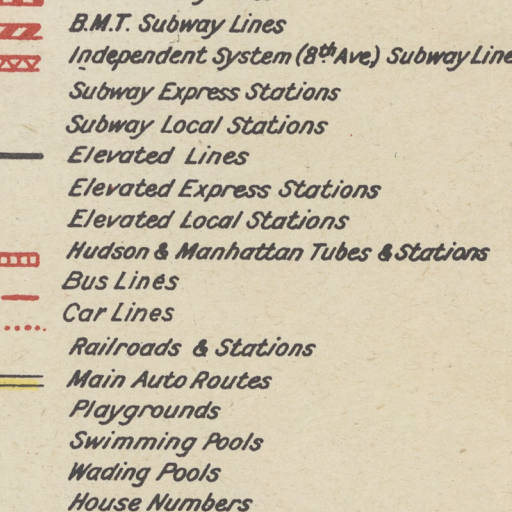 B.M.T. Subway Lines
Independent System (8th Ave.) Subway Line
Subway Express Stations
Subway Local Stations
Elevated Lines
Elevated Express Stations
Elevated Local Stations
Hudson & Manhattan Tubes & Stations
Bus Lines
Car Lines
Railroads & Stations
Main Auto Routes
Playgrounds
Swimming Pools
Wading Pools
House Numbers